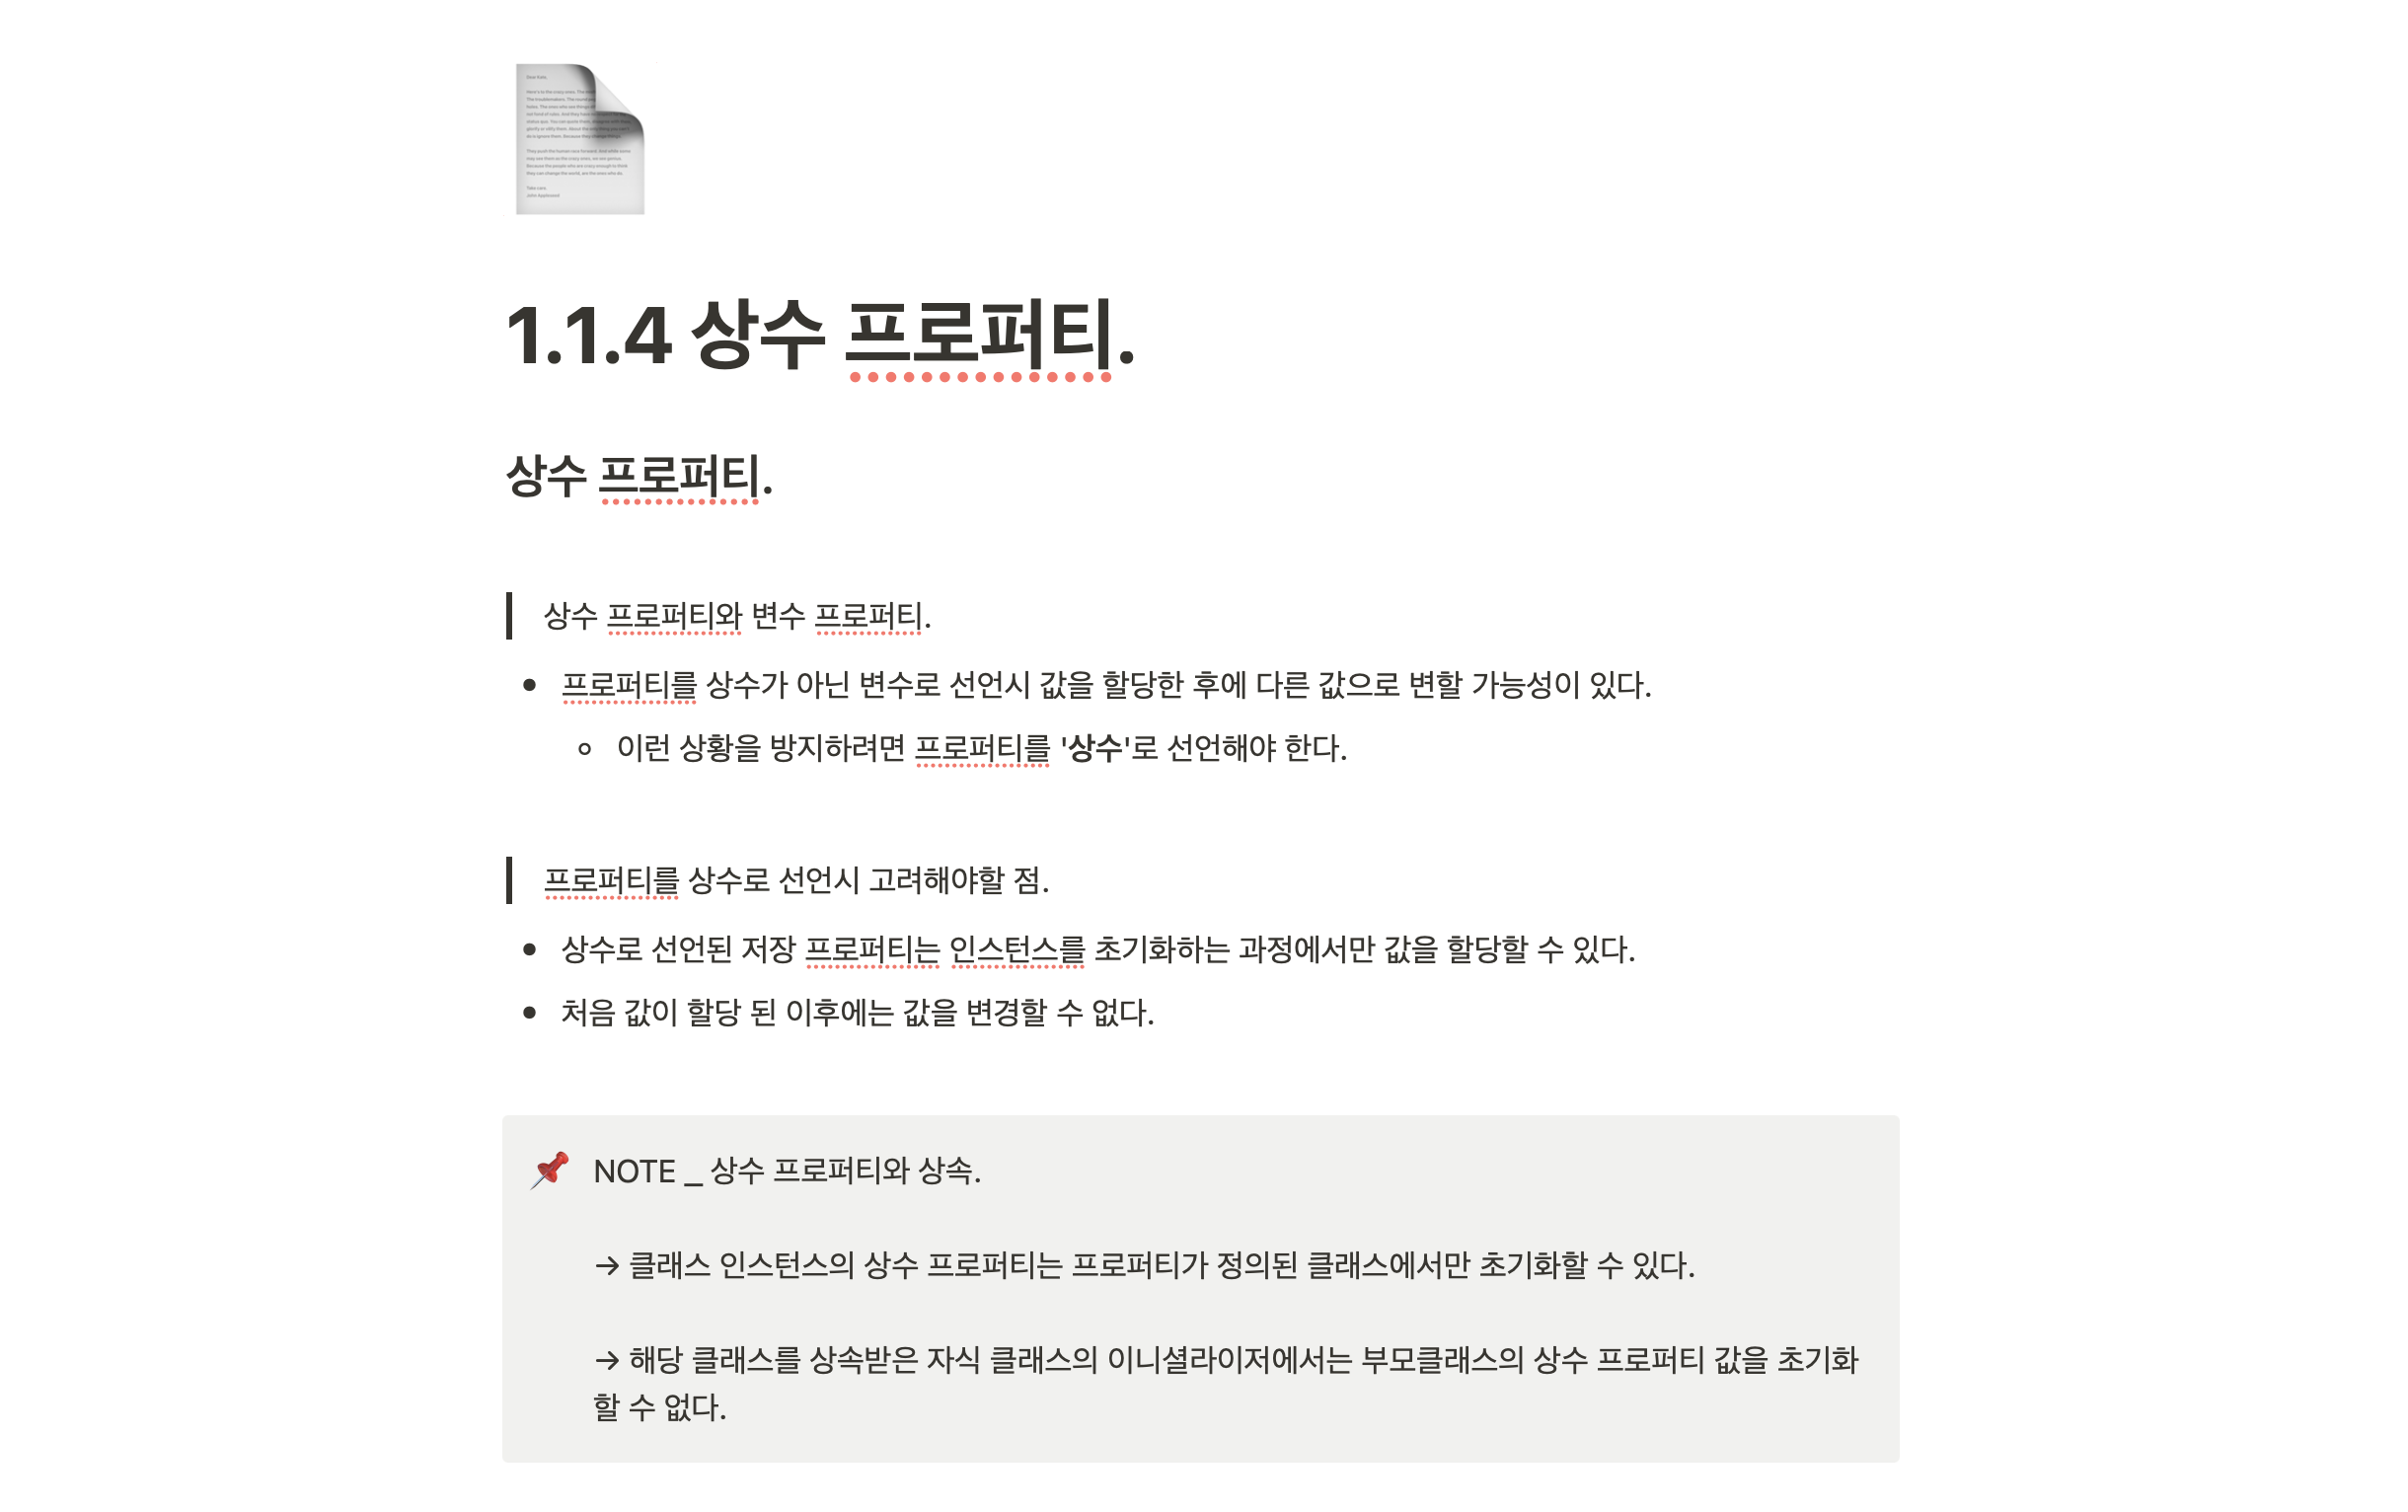 1.1.4 상수 프로퍼티.
상수 프로퍼티.
상수 프로퍼티와 변수 프로퍼티.
프로퍼티를 상수가 아닌 변수로 선언시 값을 할당한 후에 다른 값으로 변할 가능성이 있다.
이런 상황을 방지하려면 프로퍼티를 '상수'로 선언해야 한다.
프로퍼티를 상수로 선언시 고려해야할 점.
상수로 선언된 저장 프로퍼티는 인스턴스를 초기화하는 과정에서만 값을 할당할 수 있다.
처음 값이 할당 된 이후에는 값을 변경할 수 없다.
NOTE _ 상수 프로퍼티와 상속.
→ 클래스 인스턴스의 상수 프로퍼티는 프로퍼티가 정의된 클래스에서만 초기화할 수 있다.
→ 해당 클래스를 상속받은 자식 클래스의 이니셜라이저에서는 부모클래스의 상수 프로퍼티 값을 초기화
할 수 없다.